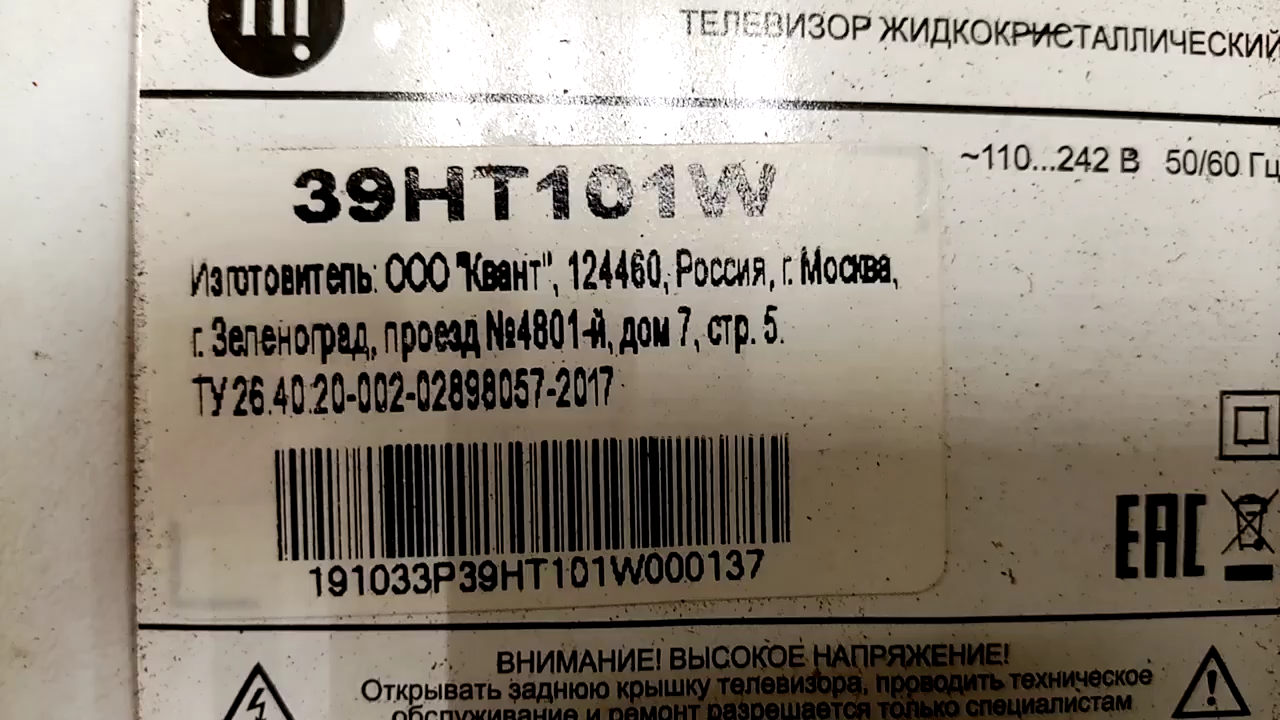 ТЕЛЕВИЗОР ЖИДКОКРИСТАЛЛИЧЕСКИЙ
39HT101W
~110...242 В 50/60 Гц
Изготовитель: ООО "Квант", 124460, Россия, г. Москва,
г. Зеленоград, проезд №4801-й, дом 7, стр. 5.
ТУ 26.40.20-002-02898057-2017
EAC
191033P39HT101W000137
ВНИМАНИЕ! ВЫСОКОЕ НАПРЯЖЕНИЕ!
Открывать заднюю крышку телевизора, проводить техническое
обслуживание и ремонт разрешается только специалистам